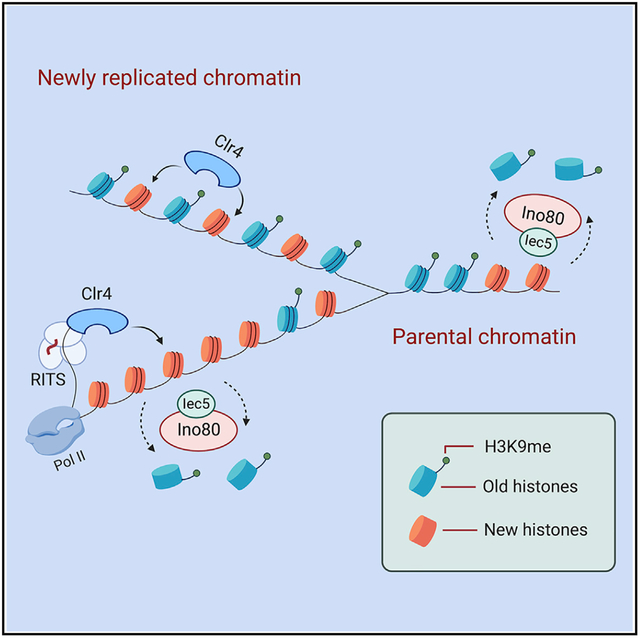 Newly replicated chromatin
Clr4
Ino80
Iec5
Clr4
Parental chromatin
RITS
Iec5
Ino80
Pol II
H3K9me
Old histones
New histones